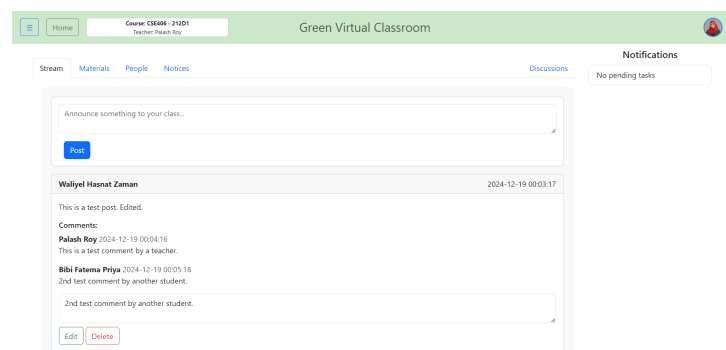 ☰ Home Course: CSE406 - 212D1 Green Virtual Classroom
Teacher: Palash Roy
Notifications
No pending tasks
Stream Materials People Notices Discussions
Announce something to your class...
Post
Waliyel Hasnat Zaman 2024-12-19 00:03:17
This is a test post. Edited.
Comments:
Palash Roy 2024-12-19 00:04:16
This is a test comment by a teacher.
Bibi Fatema Priya 2024-12-19 00:05:18
2nd test comment by another student.
2nd test comment by another student.
Edit Delete